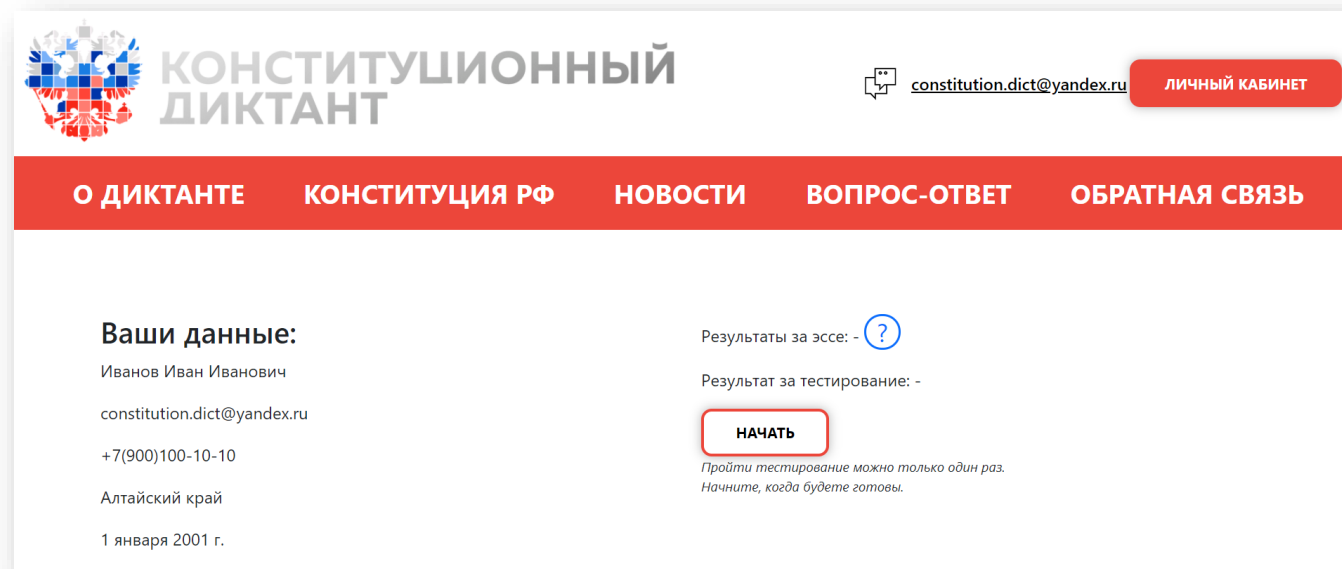 КОНСТИТУЦИОННЫЙ
ДИКТАНТ
constitution.dict@yandex.ru
ЛИЧНЫЙ КАБИНЕТ
О ДИКТАНТЕ КОНСТИТУЦИЯ РФ НОВОСТИ ВОПРОС-ОТВЕТ ОБРАТНАЯ СВЯЗЬ
Ваши данные:
Иванов Иван Иванович
constitution.dict@yandex.ru
+7(900)100-10-10
Алтайский край
1 января 2001 г.
Результаты за эссе: - ?
Результат за тестирование: -
НАЧАТЬ
Пройти тестирование можно только один раз.
Начните, когда будете готовы.